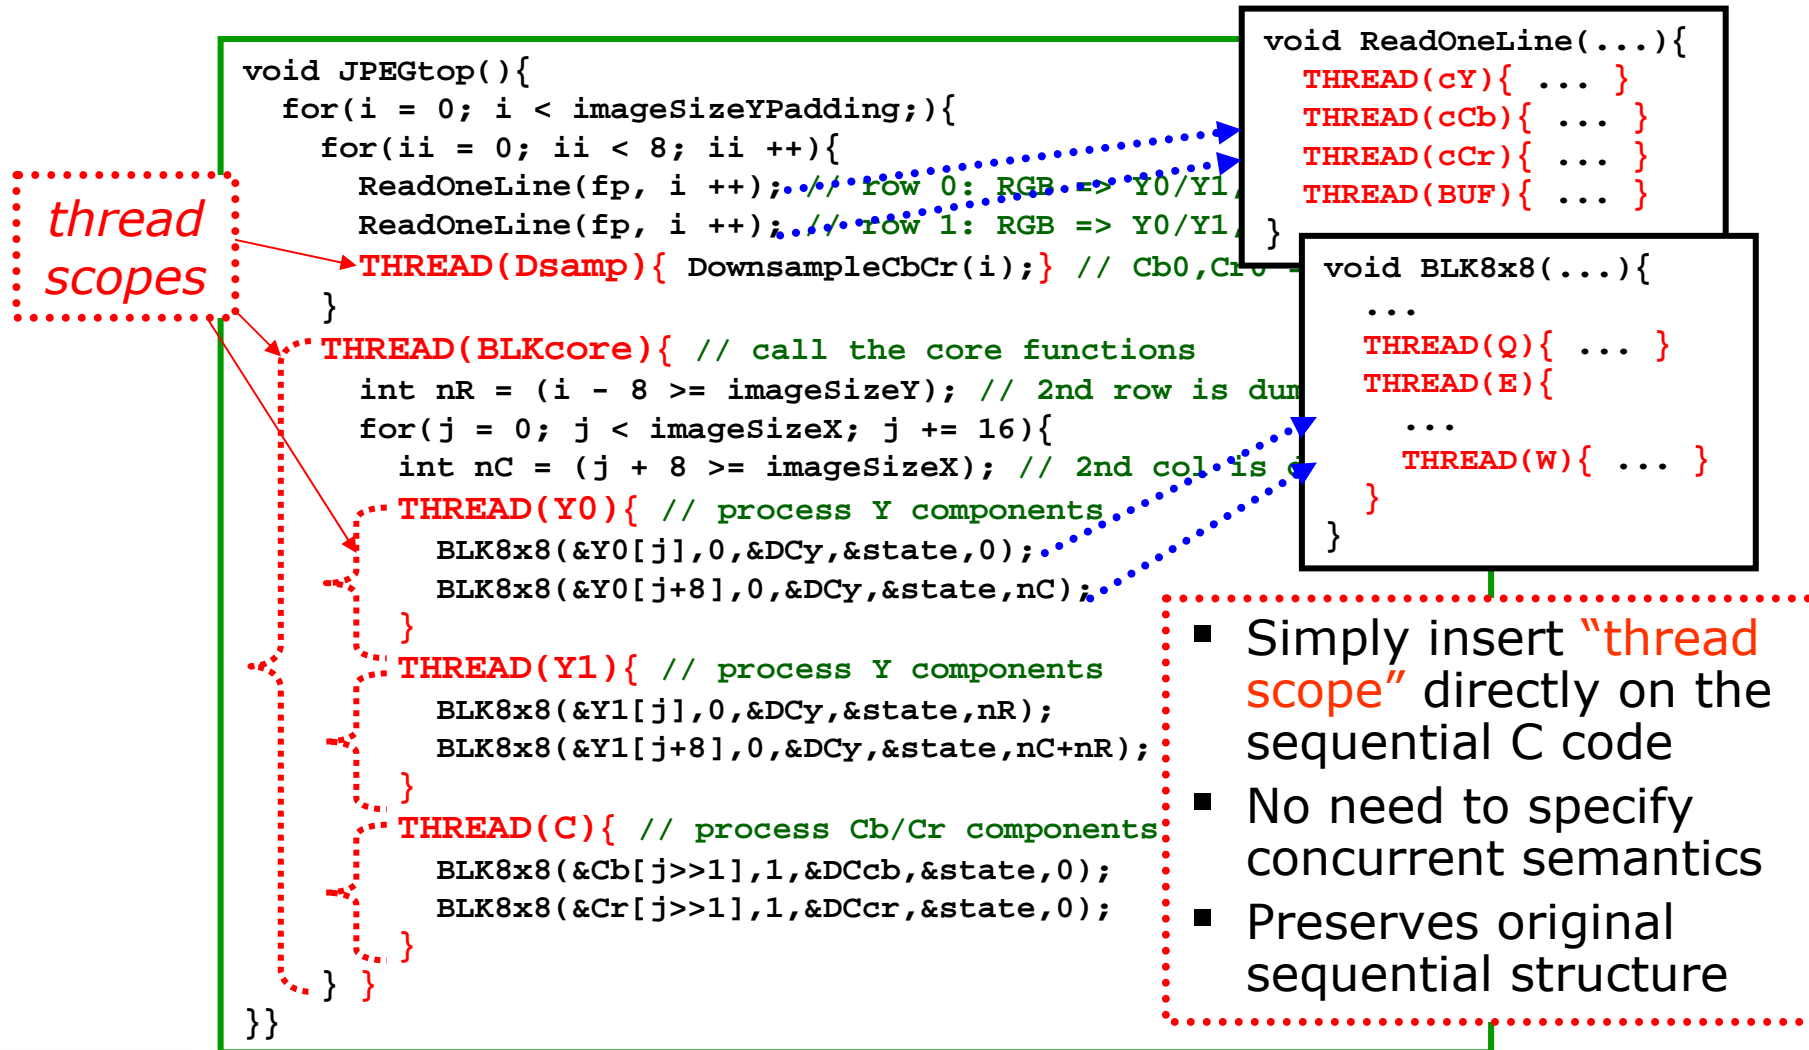 thread
scopes
void JPEGtop(){
for(i = 0; i < imageSizeYPadding;){
for(ii = 0; ii < 8; ii ++){
ReadOneLine(fp, i ++); // row 0: RGB => Y0/Y1,
ReadOneLine(fp, i ++); // row 1: RGB => Y0/Y1,
THREAD(Dsamp){ DownsampleCbCr(i);} // Cb0,Cr0
}
THREAD(BLKcore){ // call the core functions
int nR = (i - 8 >= imageSizeY); // 2nd row is dum
for(j = 0; j < imageSizeX; j += 16){
int nC = (j + 8 >= imageSizeX); // 2nd col is
THREAD(Y0){ // process Y components
BLK8x8(&Y0[j],0,&DCy,&state,0);
BLK8x8(&Y0[j+8],0,&DCy,&state,nC);
}
THREAD(Y1){ // process Y components
BLK8x8(&Y1[j],0,&DCy,&state,nR);
BLK8x8(&Y1[j+8],0,&DCy,&state,nC+nR);
}
THREAD(C){ // process Cb/Cr components
BLK8x8(&Cb[j>>1],1,&DCcb,&state,0);
BLK8x8(&Cr[j>>1],1,&DCcr,&state,0);
}
} }
}}
void ReadOneLine(...){
THREAD(cY){ ... }
THREAD(cCb){ ... }
THREAD(cCr){ ... }
THREAD(BUF){ ... }
}
void BLK8x8(...){
...
THREAD(Q){ ... }
THREAD(E){
...
THREAD(W){ ... }
}
}
▪ Simply insert “thread
scope” directly on the
sequential C code
▪ No need to specify
concurrent semantics
▪ Preserves original
sequential structure